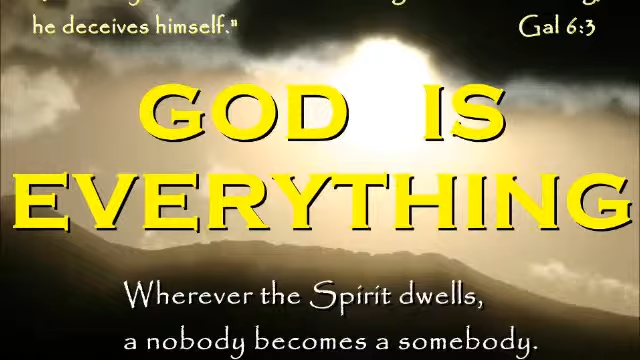 he deceives himself."
Gal 6:3
GOD IS
EVERYTHING
Wherever the Spirit dwells,
a nobody becomes a somebody.